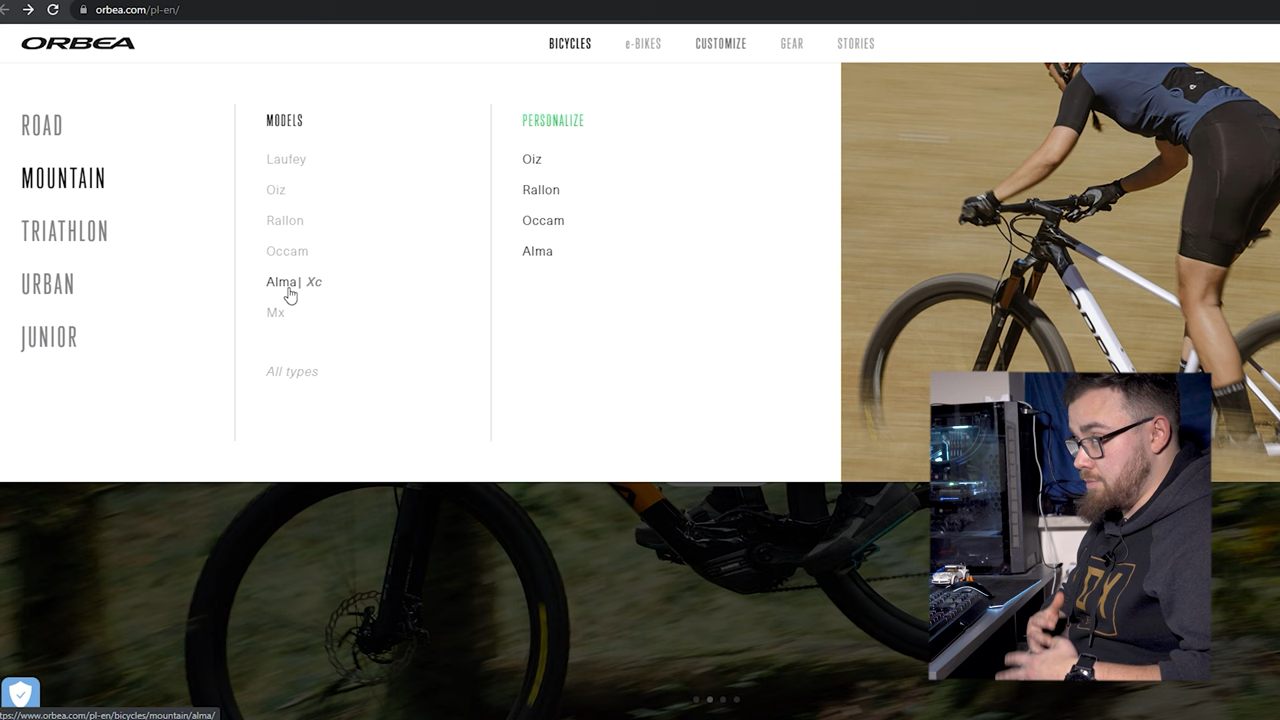 orbea.com/pl-en/
ORBEA
BICYCLES
e-BIKES
CUSTOMIZE
GEAR
STORIES
ROAD
MOUNTAIN
TRIATHLON
URBAN
JUNIOR
MODELS
Laufey
Oiz
Rallon
Occam
Alma| Xc
Mx
All types
PERSONALIZE
Oiz
Rallon
Occam
Alma
tps://www.orbea.com/pl-en/bicycles/mountain/alma/